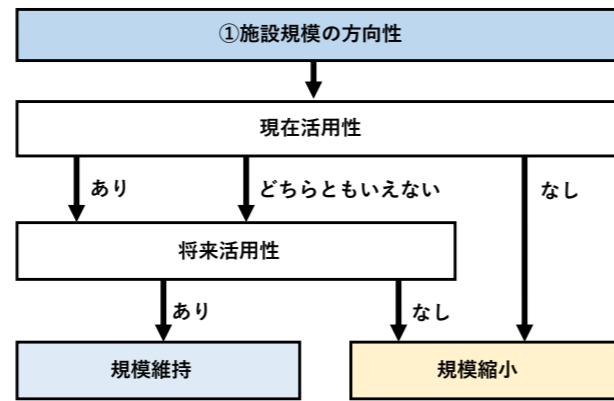 ①施設規模の方向性
現在活用性
あり
どちらともいえない
なし
将来活用性
あり
なし
規模維持
規模縮小